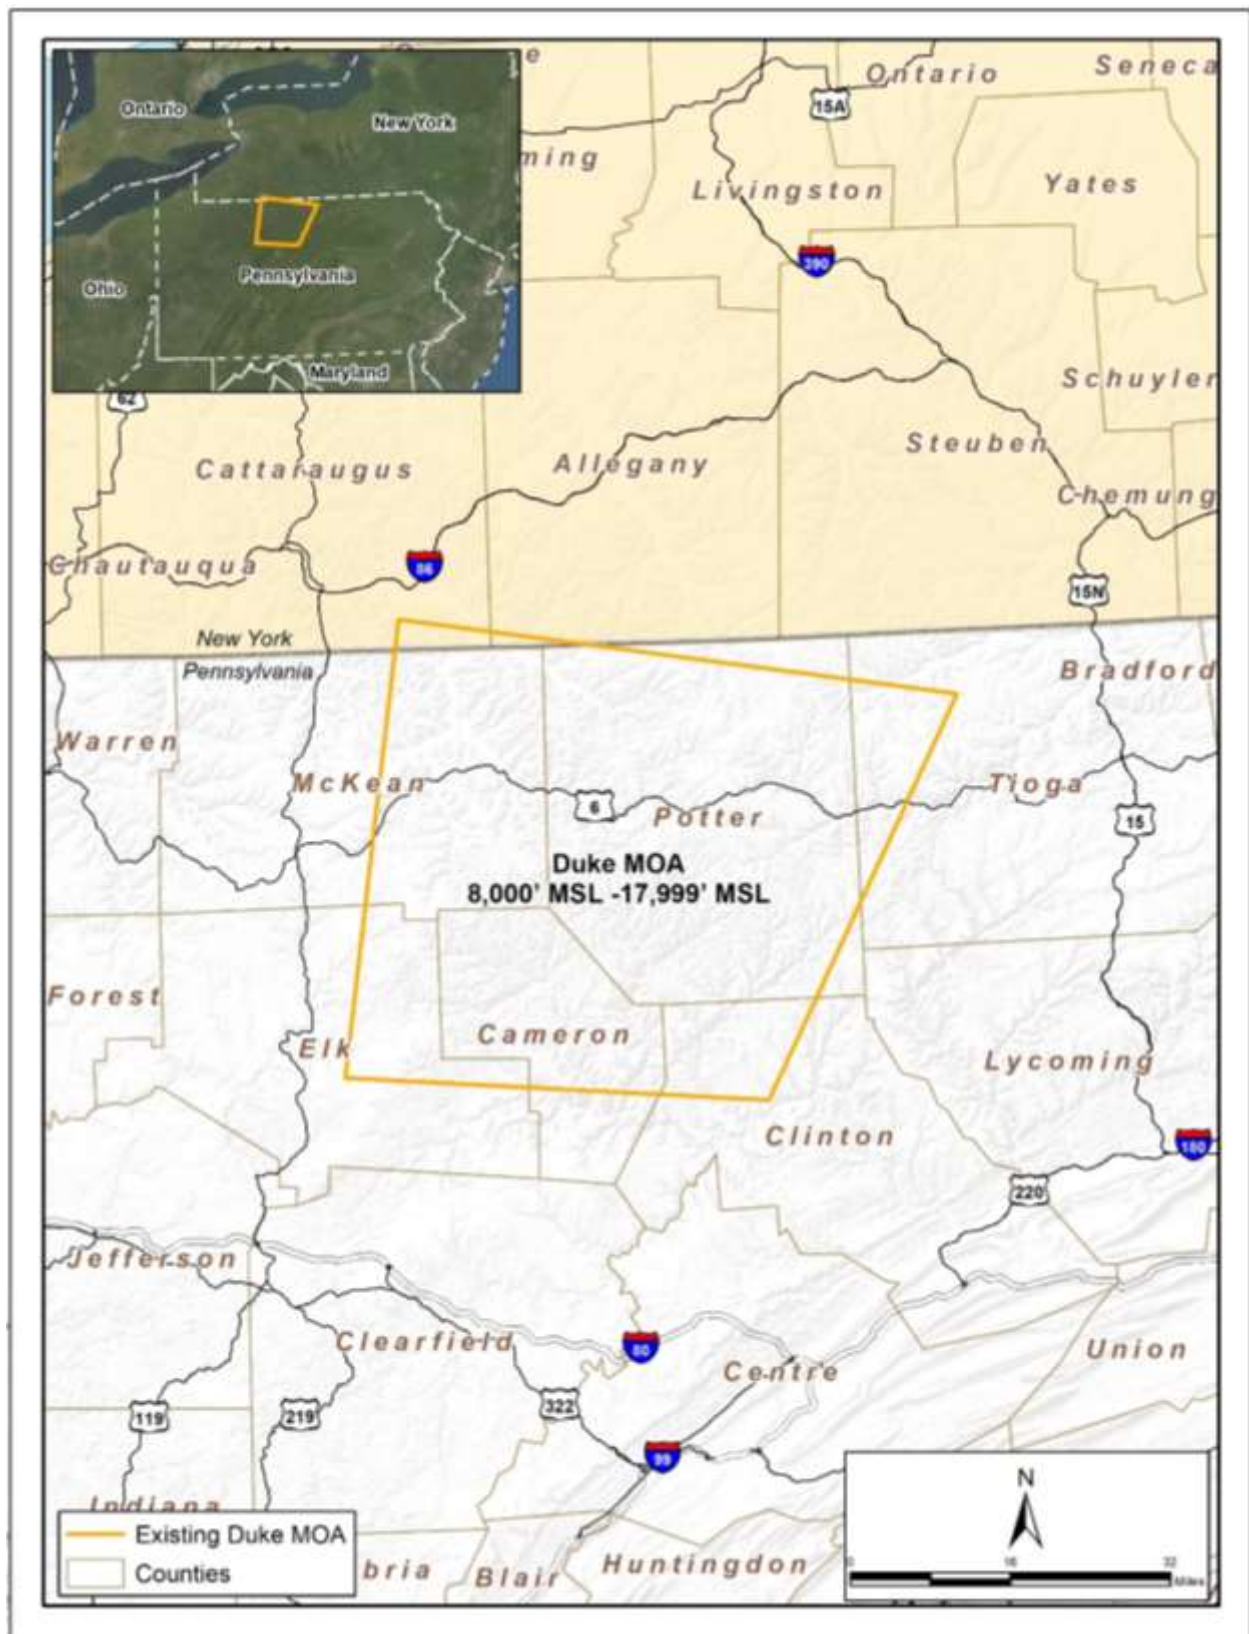 Ontario
New York
Pennsylvania
Ohio
Maryland
ming
Ontario
Seneca
15A
Livingston
Yates
390
Schuyler
62
Steuben
Cattaraugus
Allegany
Chemung
Chautauqua
86
15N
New York
Pennsylvania
Bradford
Warren
McKean
Tioga
6
Potter
15
Duke MOA
8,000' MSL -17,999' MSL
Forest
Elk
Cameron
Lycoming
Clinton
180
220
Jefferson
Clearfield
80
Centre
Union
119
219
322
99
Indiana
bria
Blair
Huntingdon
Existing Duke MOA
Counties
N
0 16 32
Miles